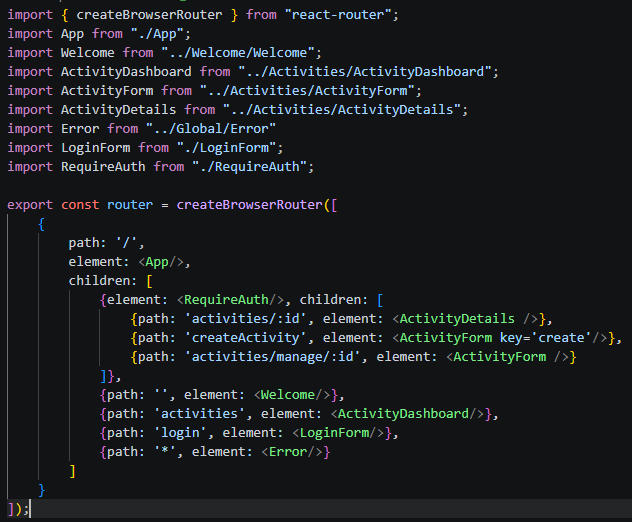 import { createBrowserRouter } from "react-router";
import App from "./App";
import Welcome from "../Welcome/Welcome";
import ActivityDashboard from "../Activities/ActivityDashboard";
import ActivityForm from "../Activities/ActivityForm";
import ActivityDetails from "../Activities/ActivityDetails";
import Error from "../Global/Error"
import LoginForm from "./LoginForm";
import RequireAuth from "./RequireAuth";

export const router = createBrowserRouter([
    {
        path: '/',
        element: <App/>,
        children: [
            {element: <RequireAuth/>, children: [
                {path: 'activities/:id', element: <ActivityDetails />},
                {path: 'createActivity', element: <ActivityForm key='create'/>},
                {path: 'activities/manage/:id', element: <ActivityForm />}
            ]},
            {path: '', element: <Welcome/>},
            {path: 'activities', element: <ActivityDashboard/>},
            {path: 'login', element: <LoginForm/>},
            {path: '*', element: <Error/>}
        ]
    }
]);